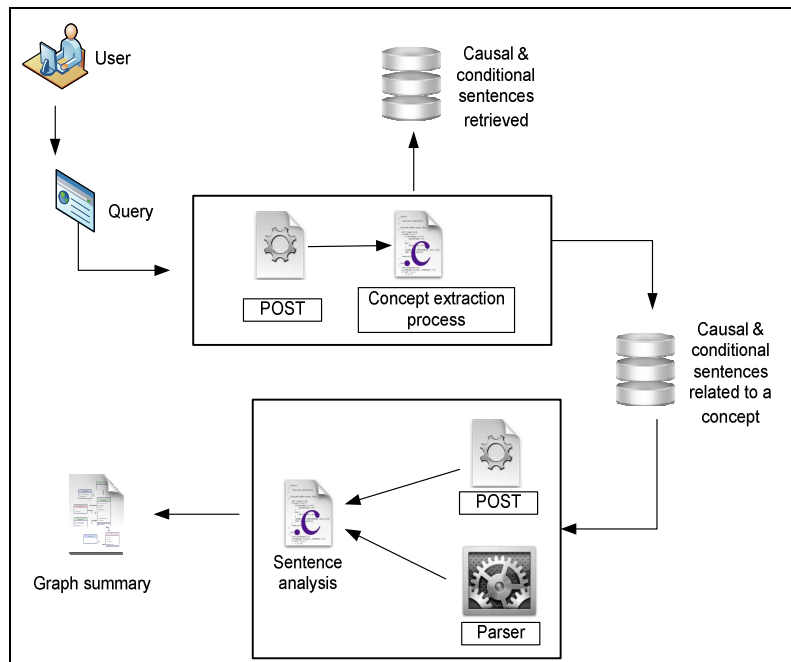 User
Causal &
conditional
sentences
retrieved
Query
.c
POST
Concept extraction
process
Causal &
conditional
sentences
related to a
concept
POST
.c
Sentence
analysis
Graph summary
Parser